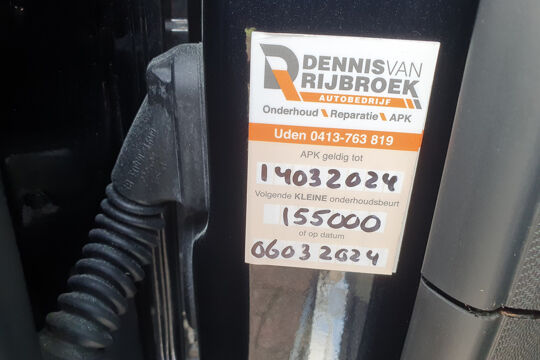 DENNIS VAN
RIJBROEK
AUTOBEDRIJF
Onderhoud \ Reparatie \ APK
Uden 0413-763 819
APK geldig tot
14032024
Volgende KLEINE onderhoudsbeurt
155000
of op datum
06032024